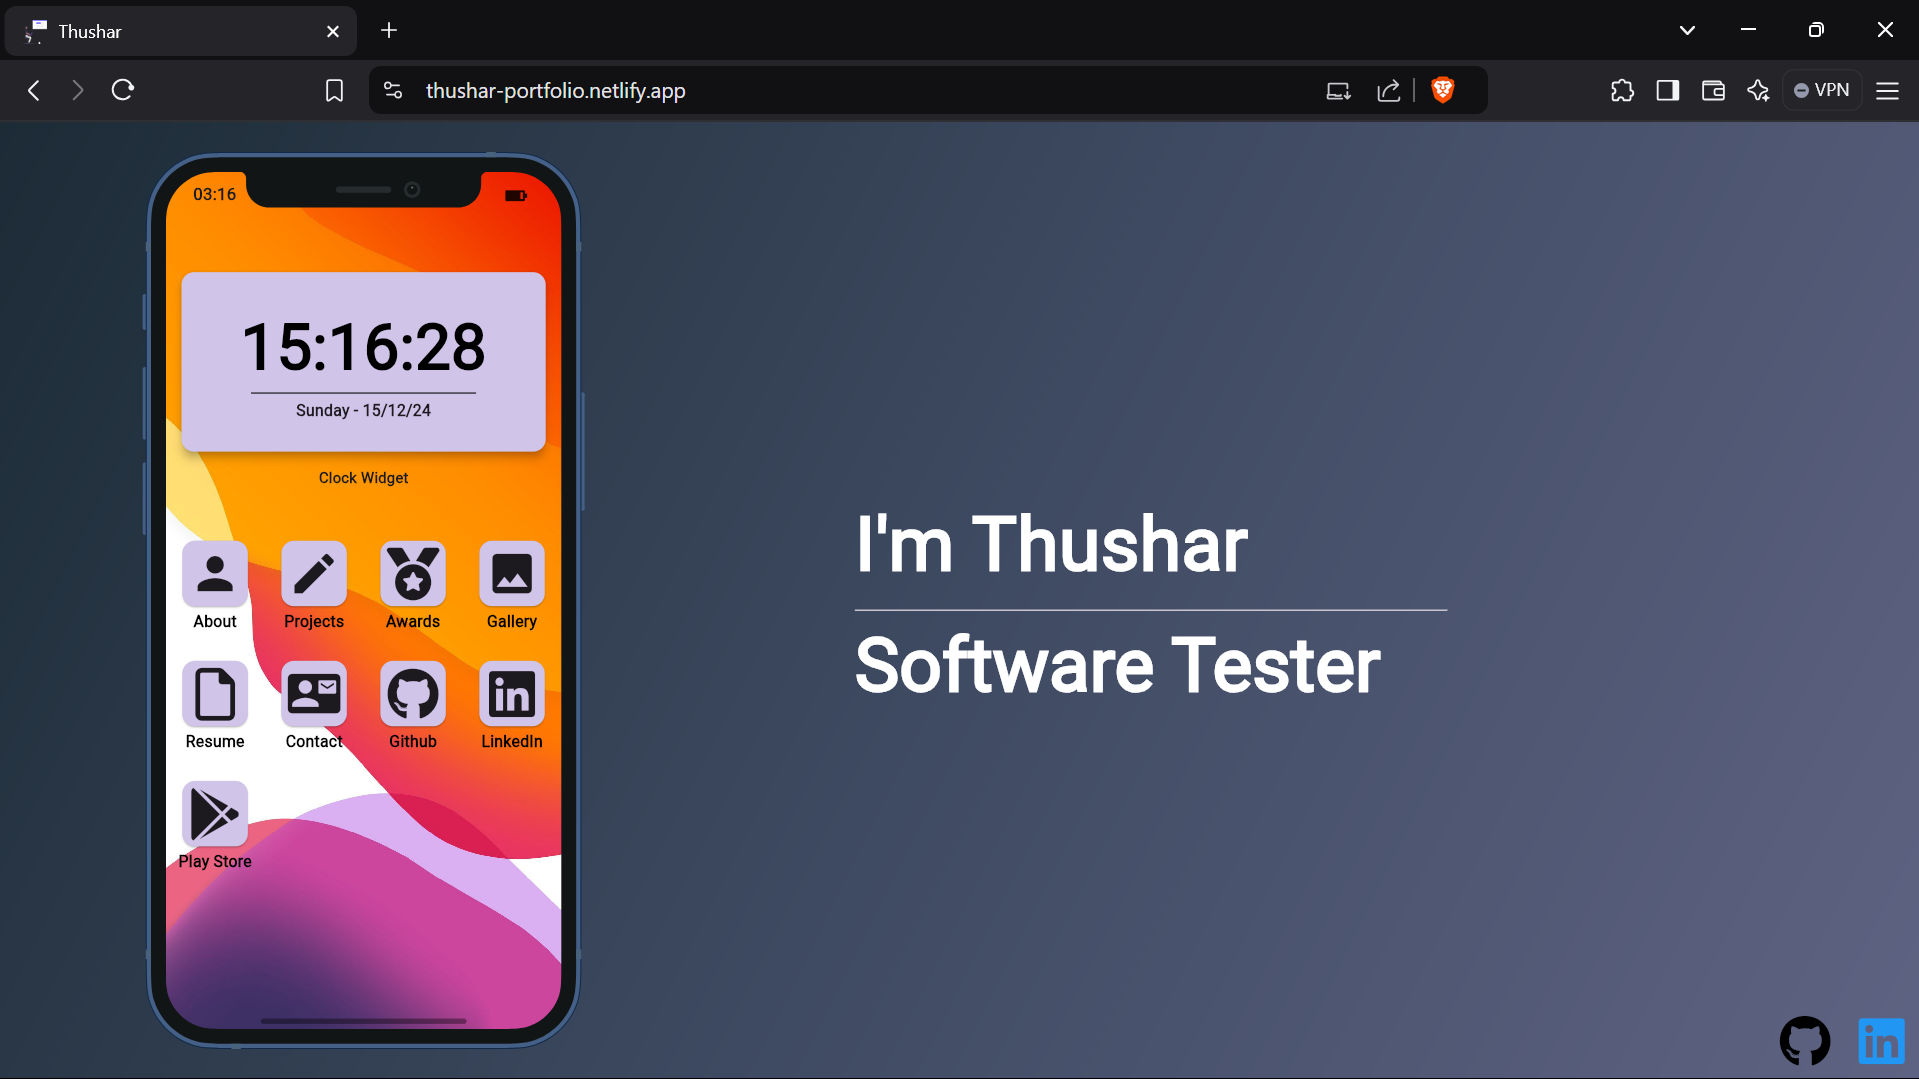 Thushar
thushar-portfolio.netlify.app
VPN
03:16
15:16:28
Sunday - 15/12/24
Clock Widget
About Projects Awards Gallery
Resume Contact Github LinkedIn
Play Store
I'm Thushar
Software Tester